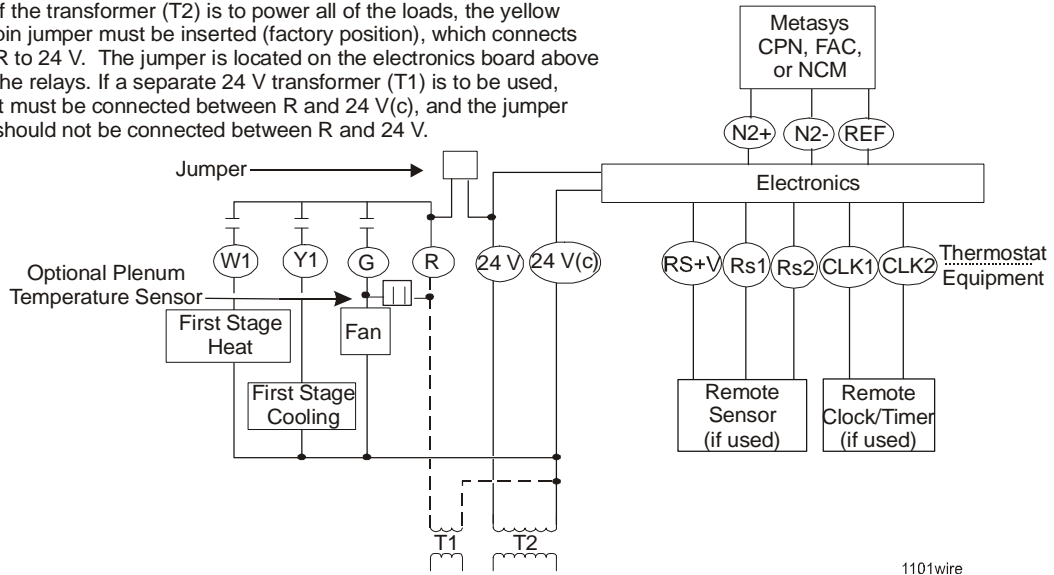 f the transformer (T2) is to power all of the loads, the yellow
pin jumper must be inserted (factory position), which connects
R to 24 V. The jumper is located on the electronics board above
he relays. If a separate 24 V transformer (T1) is to be used,
t must be connected between R and 24 V(c), and the jumper
should not be connected between R and 24 V.
Metasys
CPN, FAC,
or NCM
N2+ N2- REF
Jumper
Electronics
W1 Y1 G R 24 V 24 V(c) RS+V Rs1 Rs2 CLK1 CLK2
Thermostat
Equipment
Optional Plenum
Temperature Sensor
First Stage
Heat
Fan
First Stage
Cooling
Remote
Sensor
(if used)
Remote
Clock/Timer
(if used)
T1 T2
1101wire